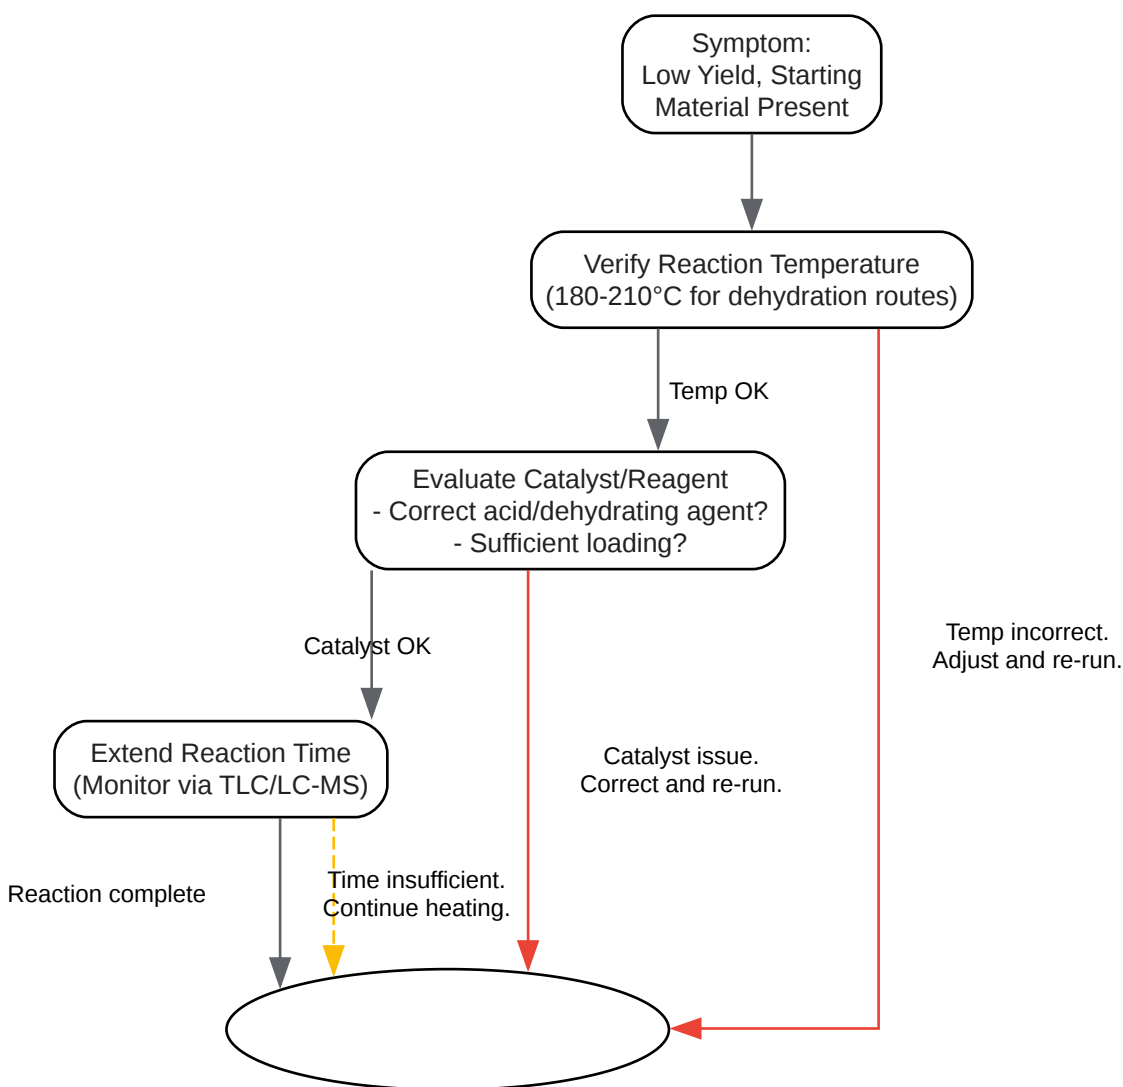 Symptom:
Low Yield, Starting
Material Present
Verify Reaction Temperature
(180-210°C for dehydration routes)
Temp OK
Evaluate Catalyst/Reagent
- Correct acid/dehydrating agent?
- Sufficient loading?
Catalyst OK
Temp incorrect.
Adjust and re-run.
Extend Reaction Time
(Monitor via TLC/LC-MS)
Catalyst issue.
Correct and re-run.
Reaction complete
Time insufficient.
Continue heating.